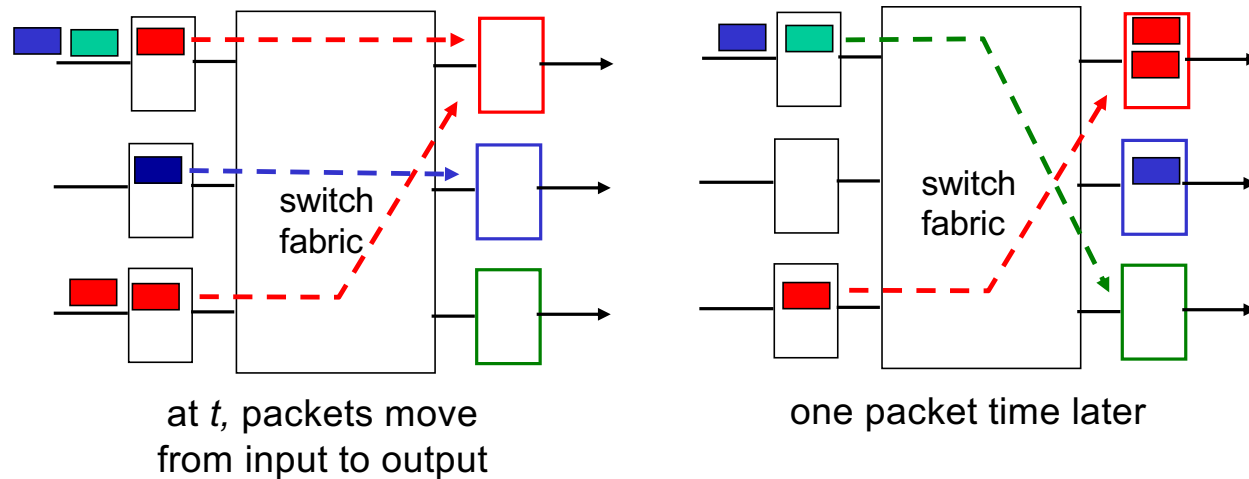 switch
fabric
at t, packets move
from input to output
switch
fabric
one packet time later